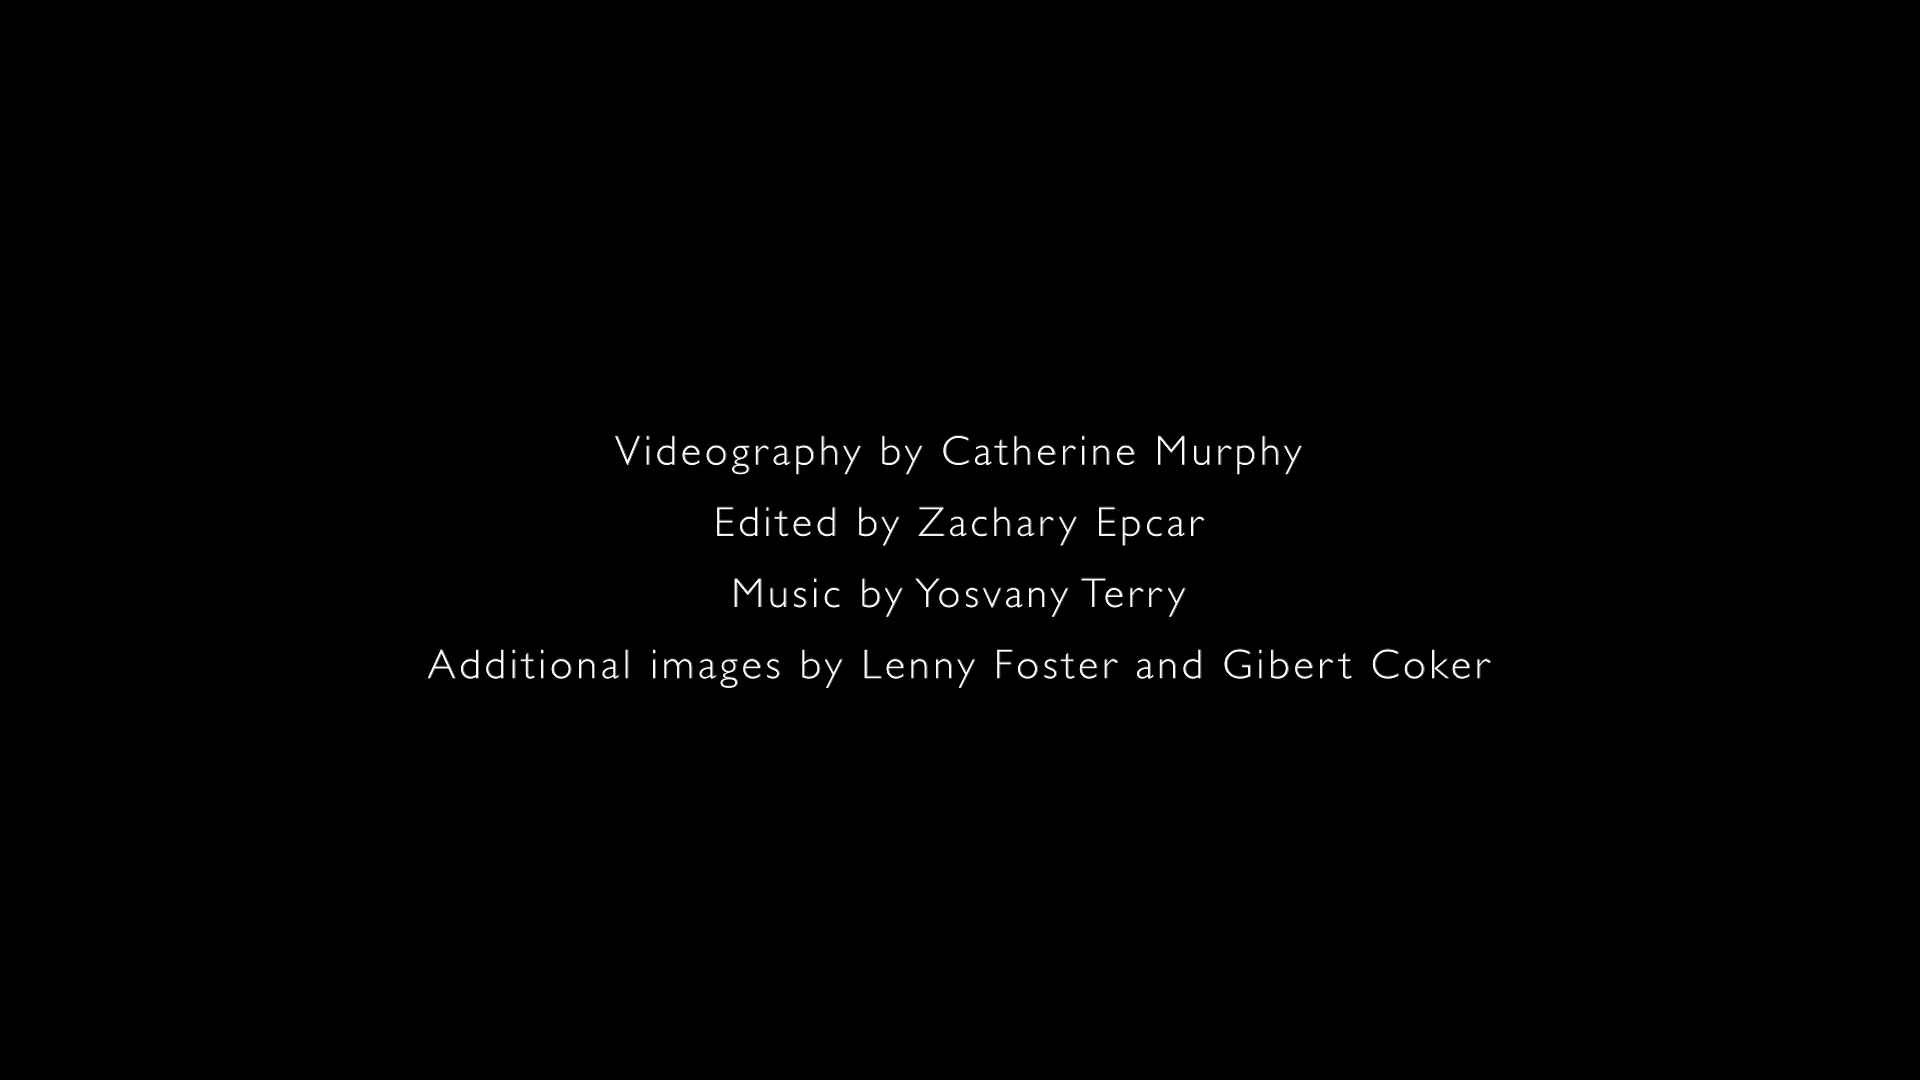 Videography by Catherine Murphy
Edited by Zachary Epcar
Music by Yosvany Terry
Additional images by Lenny Foster and Gibert Coker